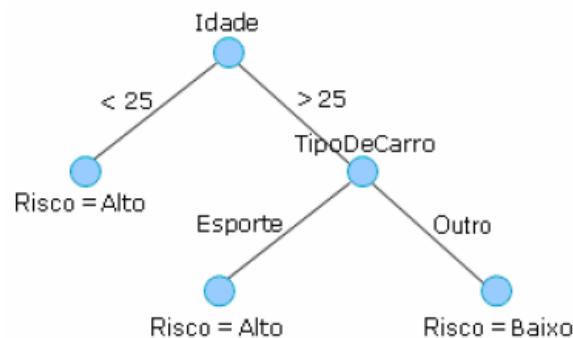 Idade
< 25
> 25
TipoDeCarro
Risco = Alto
Esporte
Outro
Risco = Alto
Risco = Baixo